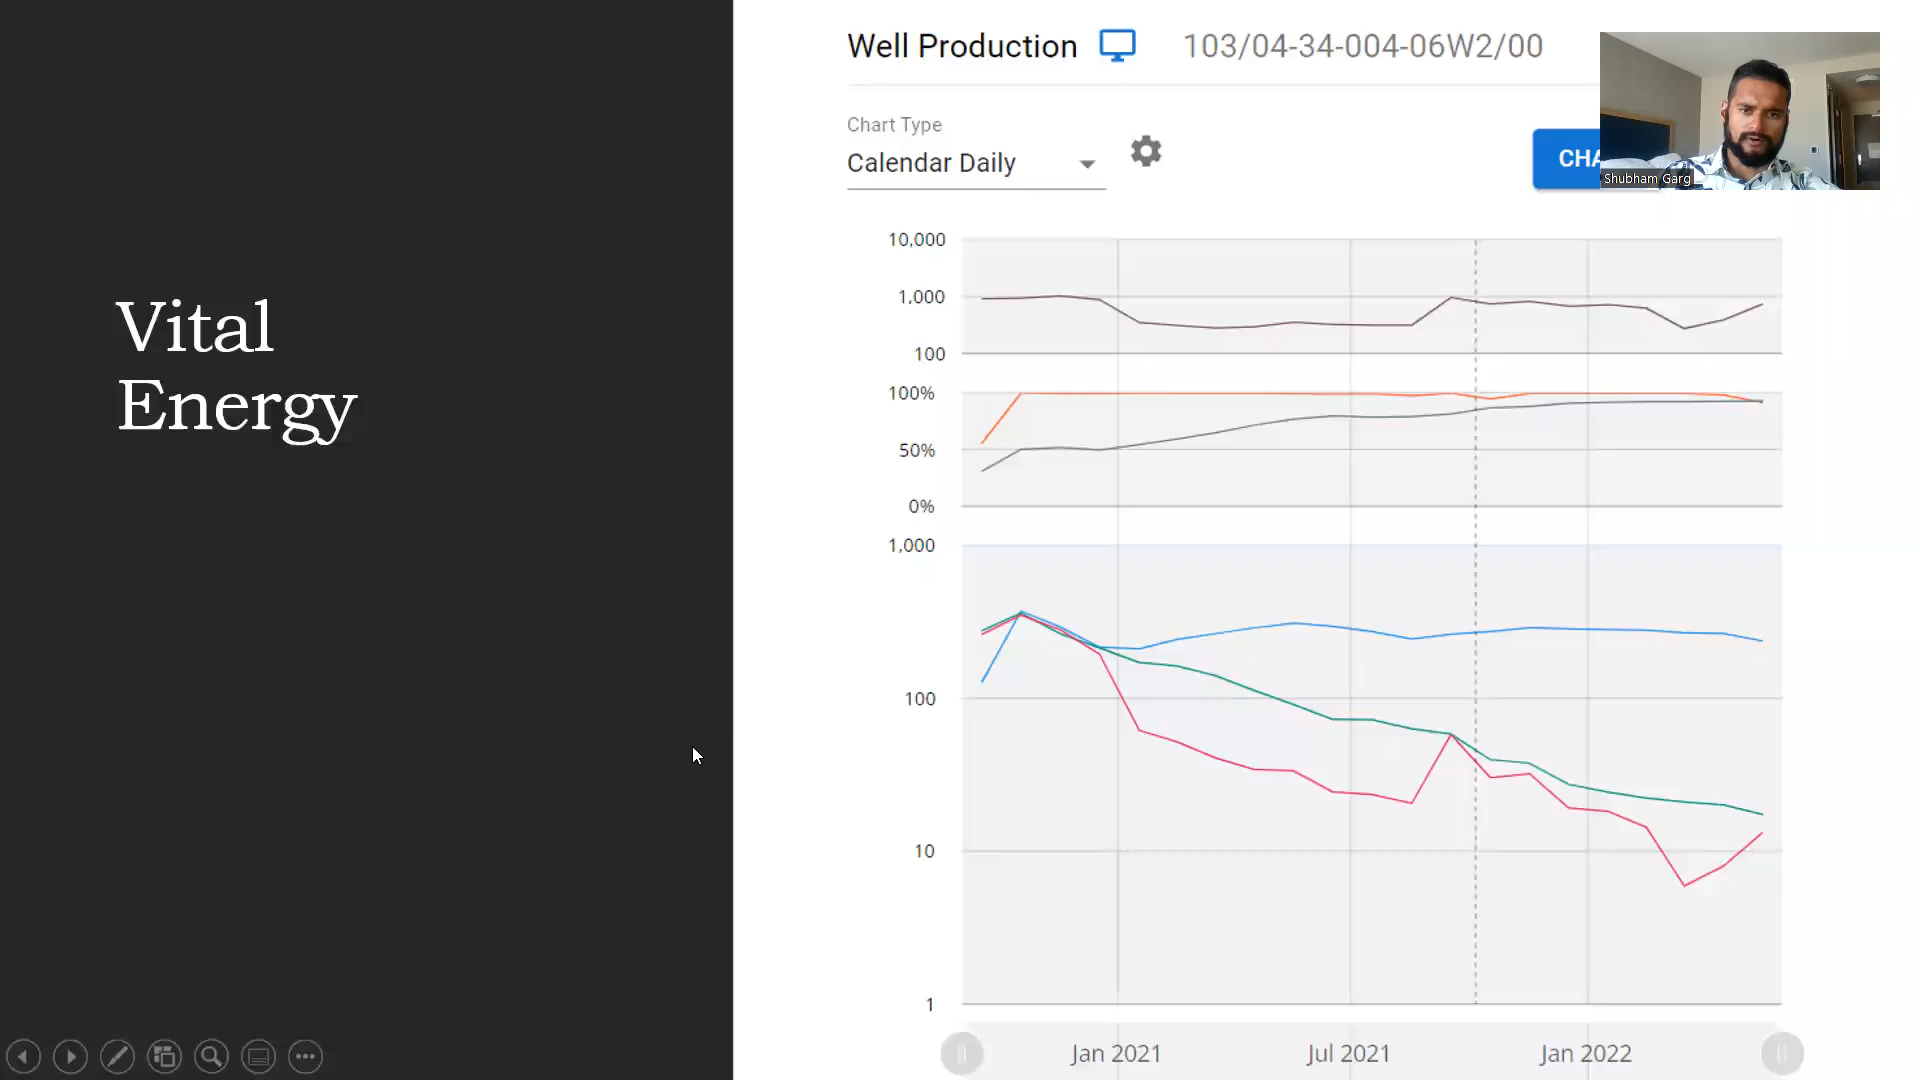 Vital
Energy
Well Production
103/04-34-004-06W2/00
Chart Type
Calendar Daily
CHA
Shubham Garg
10,000
1,000
100
100%
50%
0%
1,000
100
10
1
Jan 2021
Jul 2021
Jan 2022